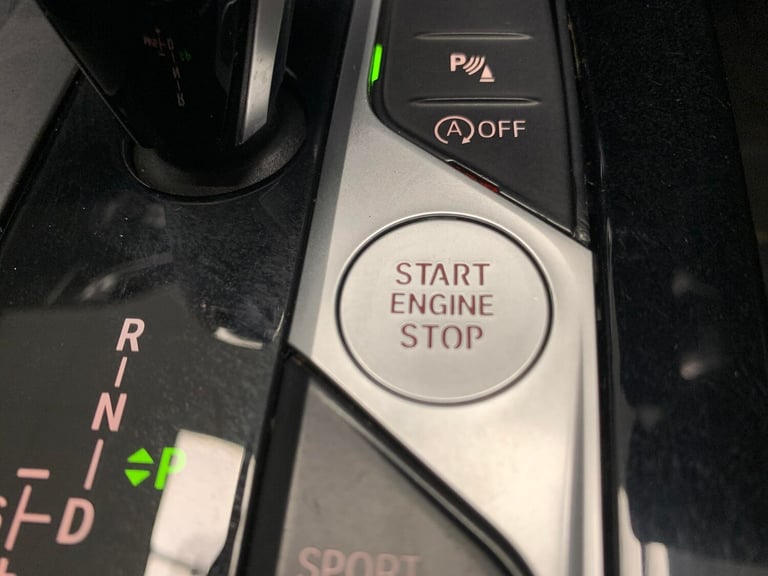 P
A OFF
START
ENGINE
STOP
R
N
P
D
SPORT